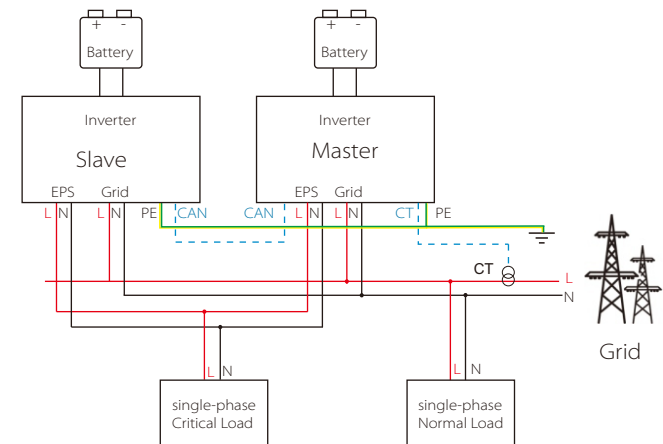 + -
Battery
+ -
Battery
Inverter
Slave
EPS Grid
L N L N PE CAN
Inverter
Master
EPS Grid
CAN L N L N CT PE
CT
L
N
Grid
L N
single-phase
Critical Load
L N
single-phase
Normal Load